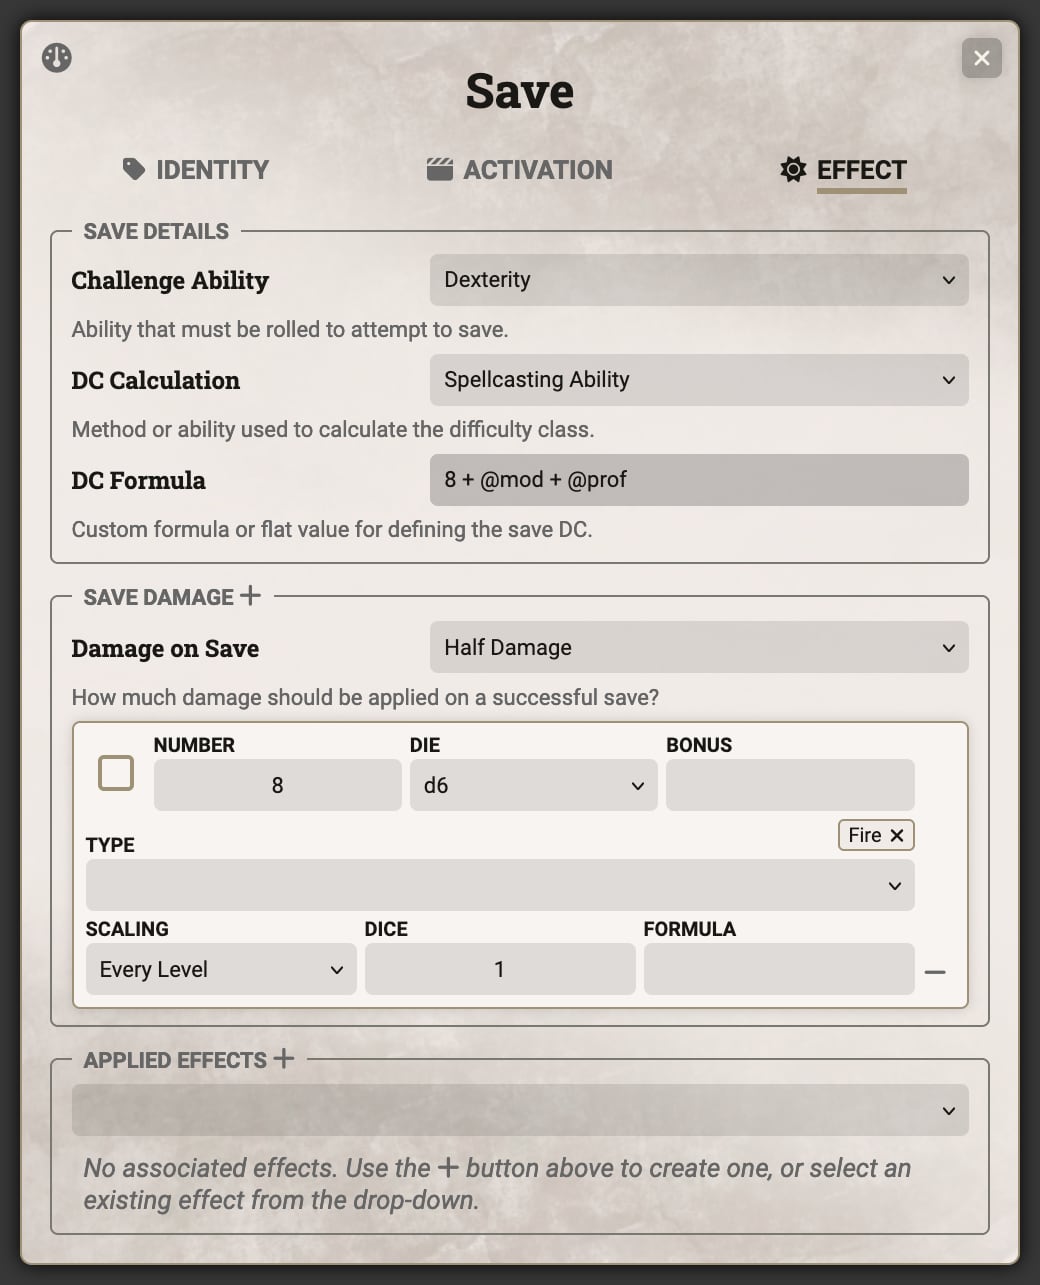 Save
IDENTITY
ACTIVATION
EFFECT
SAVE DETAILS
Challenge Ability
Dexterity
Ability that must be rolled to attempt to save.
DC Calculation
Spellcasting Ability
Method or ability used to calculate the difficulty class.
DC Formula
8 + @mod + @prof
Custom formula or flat value for defining the save DC.
SAVE DAMAGE +
Damage on Save
Half Damage
How much damage should be applied on a successful save?
NUMBER DIE BONUS
8 d6
Fire ×
TYPE
SCALING DICE FORMULA
Every Level 1
APPLIED EFFECTS +
No associated effects. Use the + button above to create one, or select an
existing effect from the drop-down.